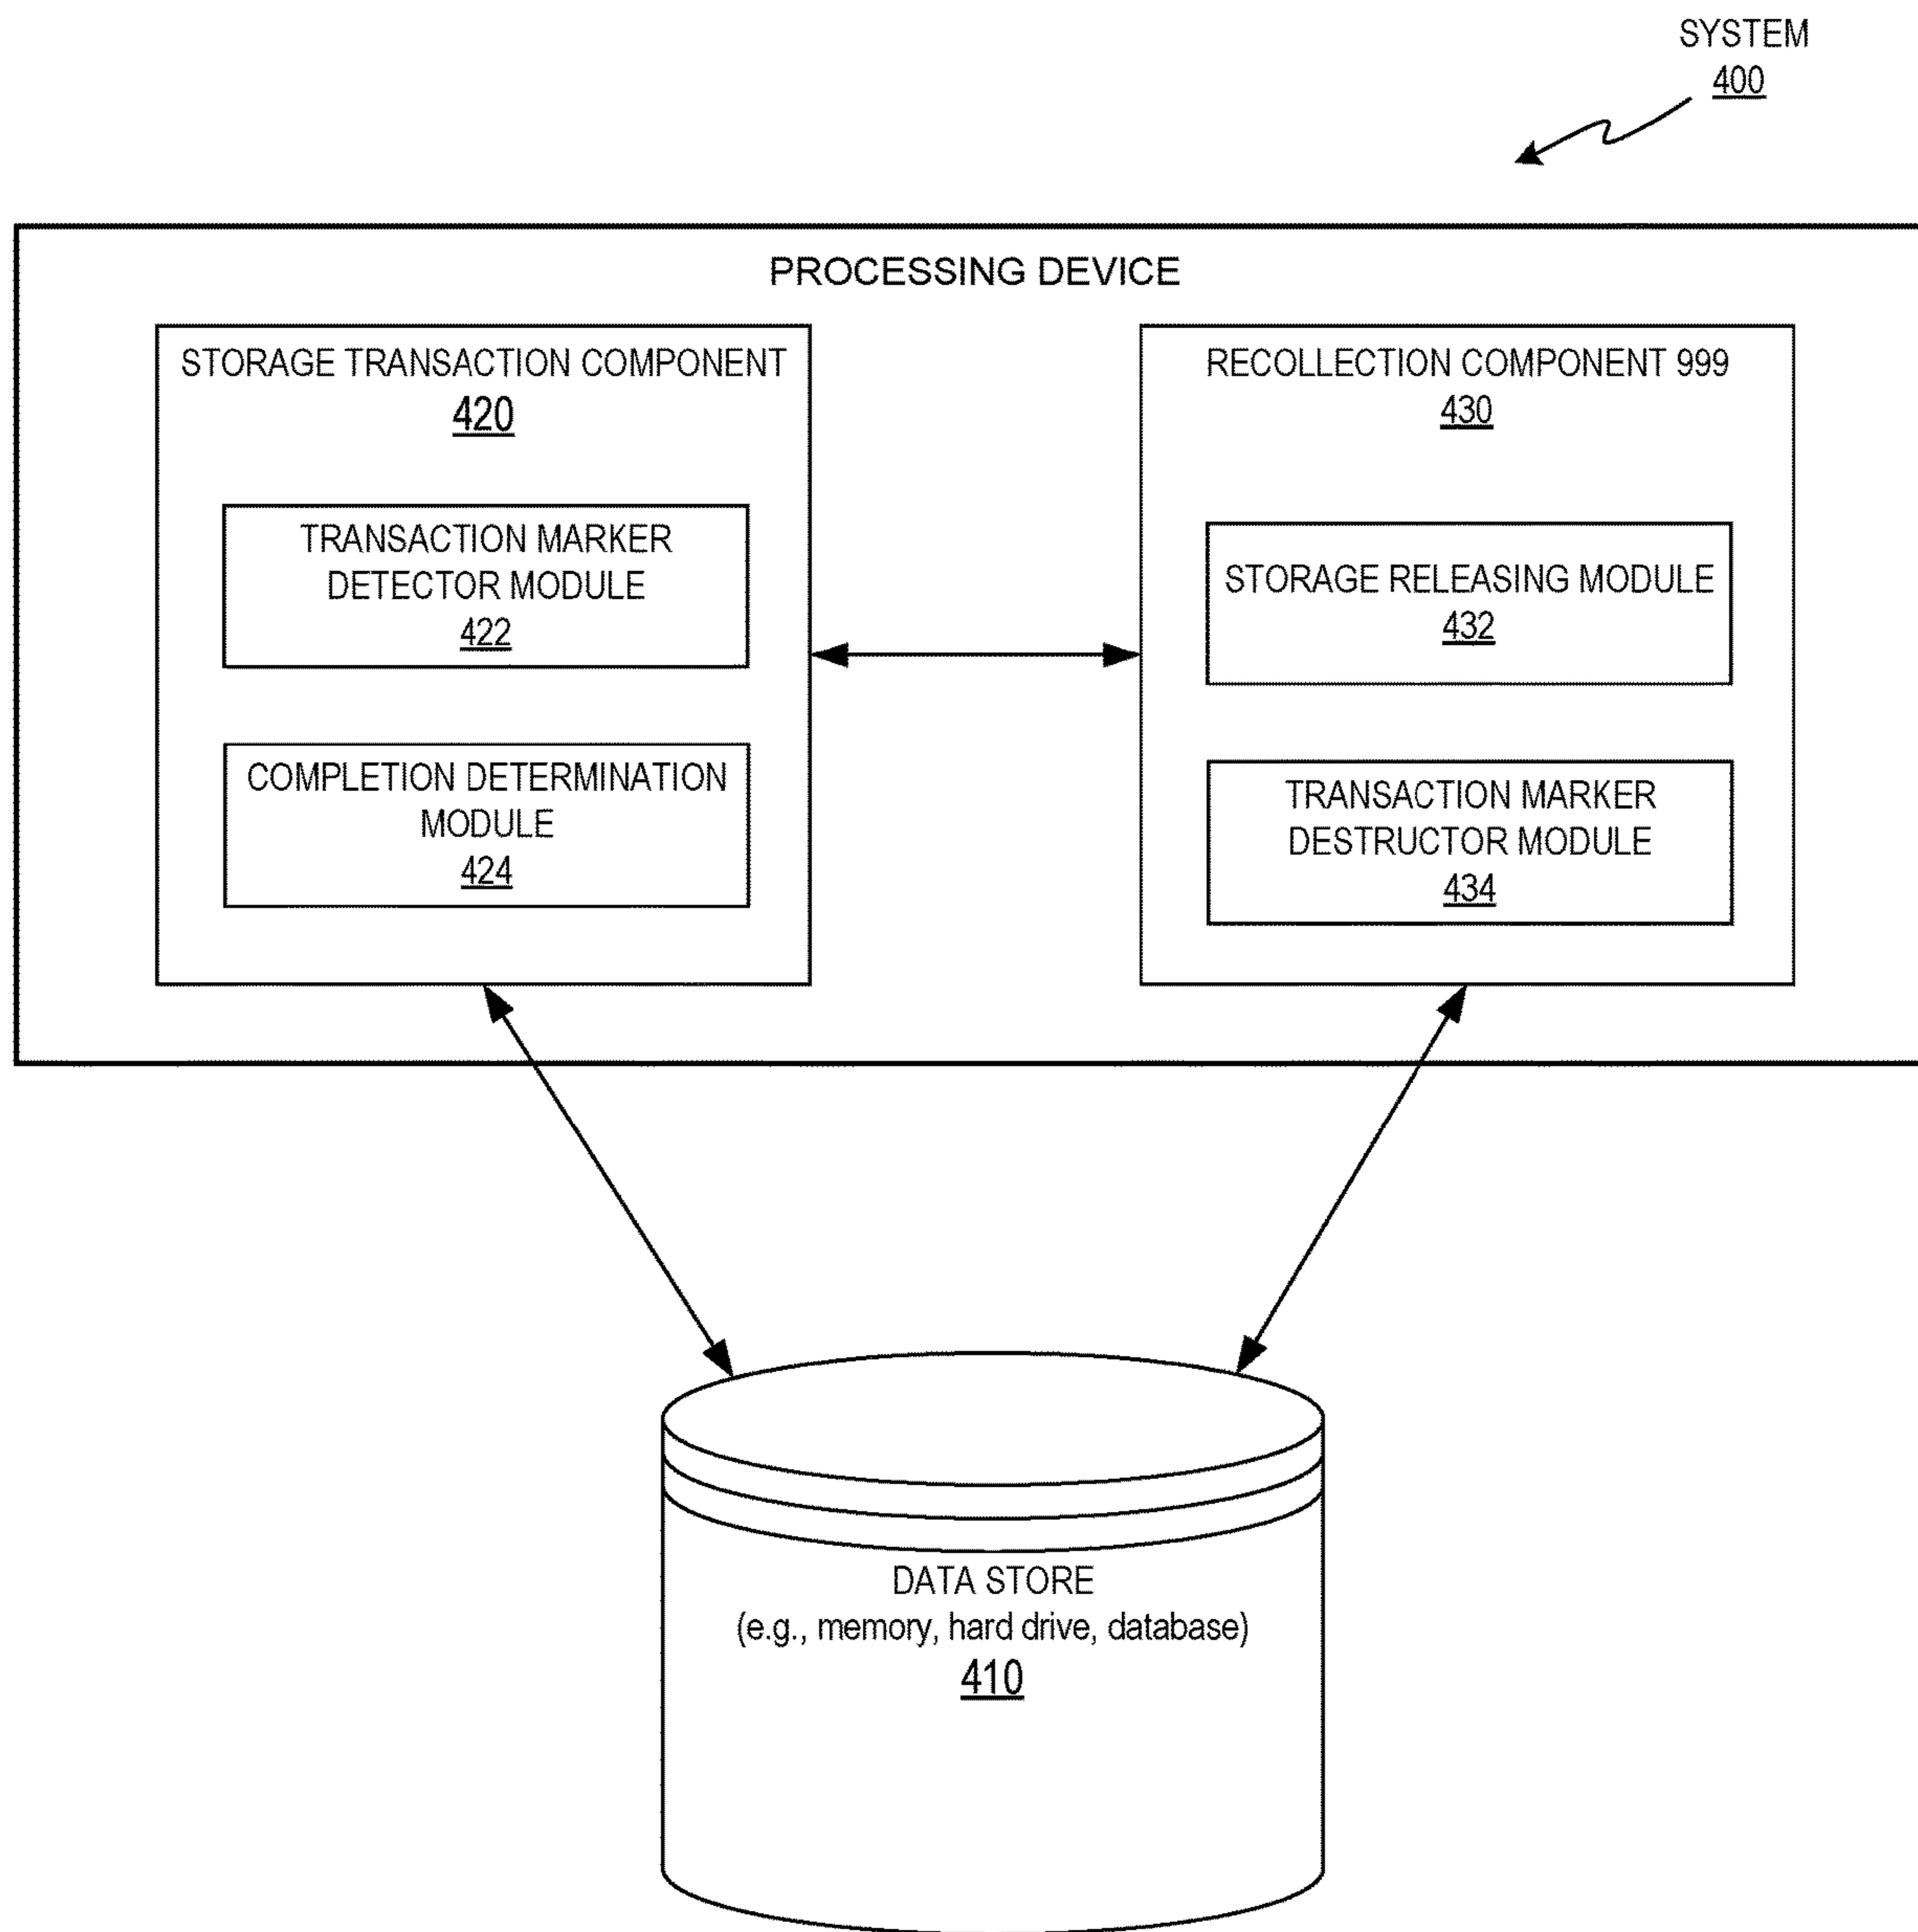 SYSTEM
400
PROCESSING DEVICE
STORAGE TRANSACTION COMPONENT
420
TRANSACTION MARKER
DETECTOR MODULE
422
COMPLETION DETERMINATION
MODULE
424
RECOLLECTION COMPONENT 999
430
STORAGE RELEASING MODULE
432
TRANSACTION MARKER
DESTRUCTOR MODULE
434
DATA STORE
(e.g., memory, hard drive, database)
410